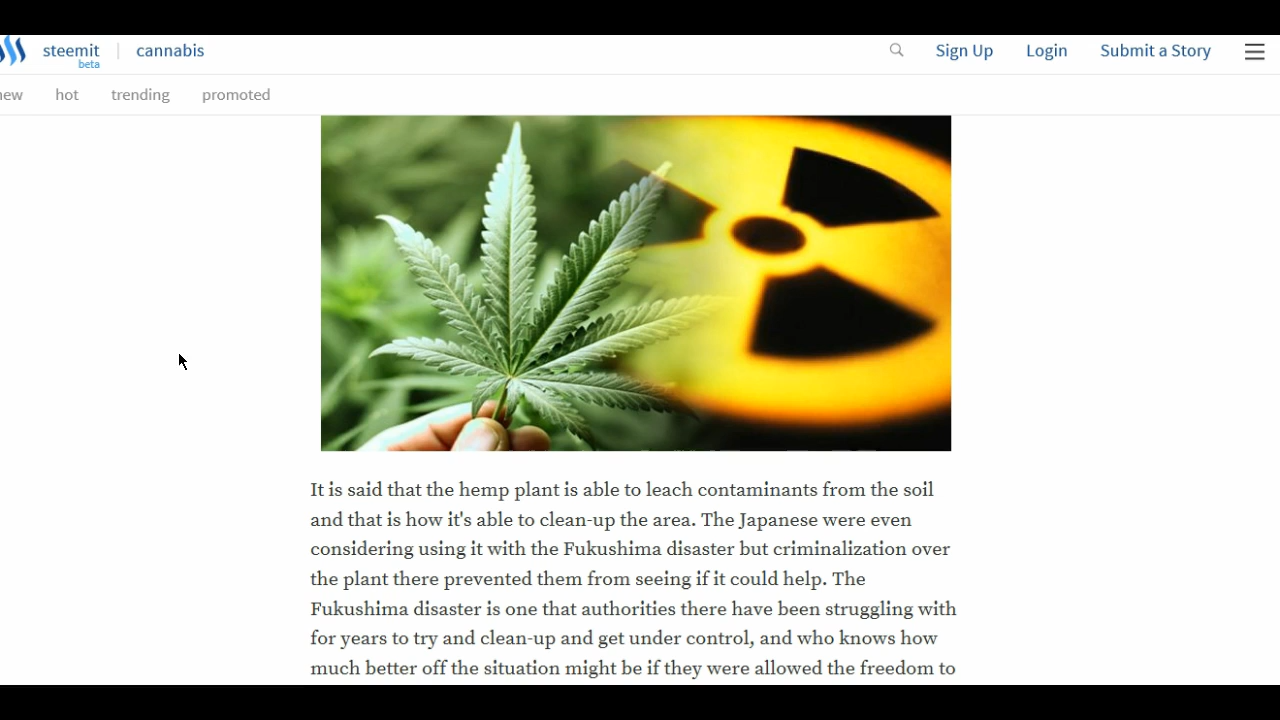 steemit | cannabis
beta
Sign Up
Login
Submit a Story
new
hot
trending
promoted
It is said that the hemp plant is able to leach contaminants from the soil
and that is how it's able to clean-up the area. The Japanese were even
considering using it with the Fukushima disaster but criminalization over
the plant there prevented them from seeing if it could help. The
Fukushima disaster is one that authorities there have been struggling with
for years to try and clean-up and get under control, and who knows how
much better off the situation might be if they were allowed the freedom to